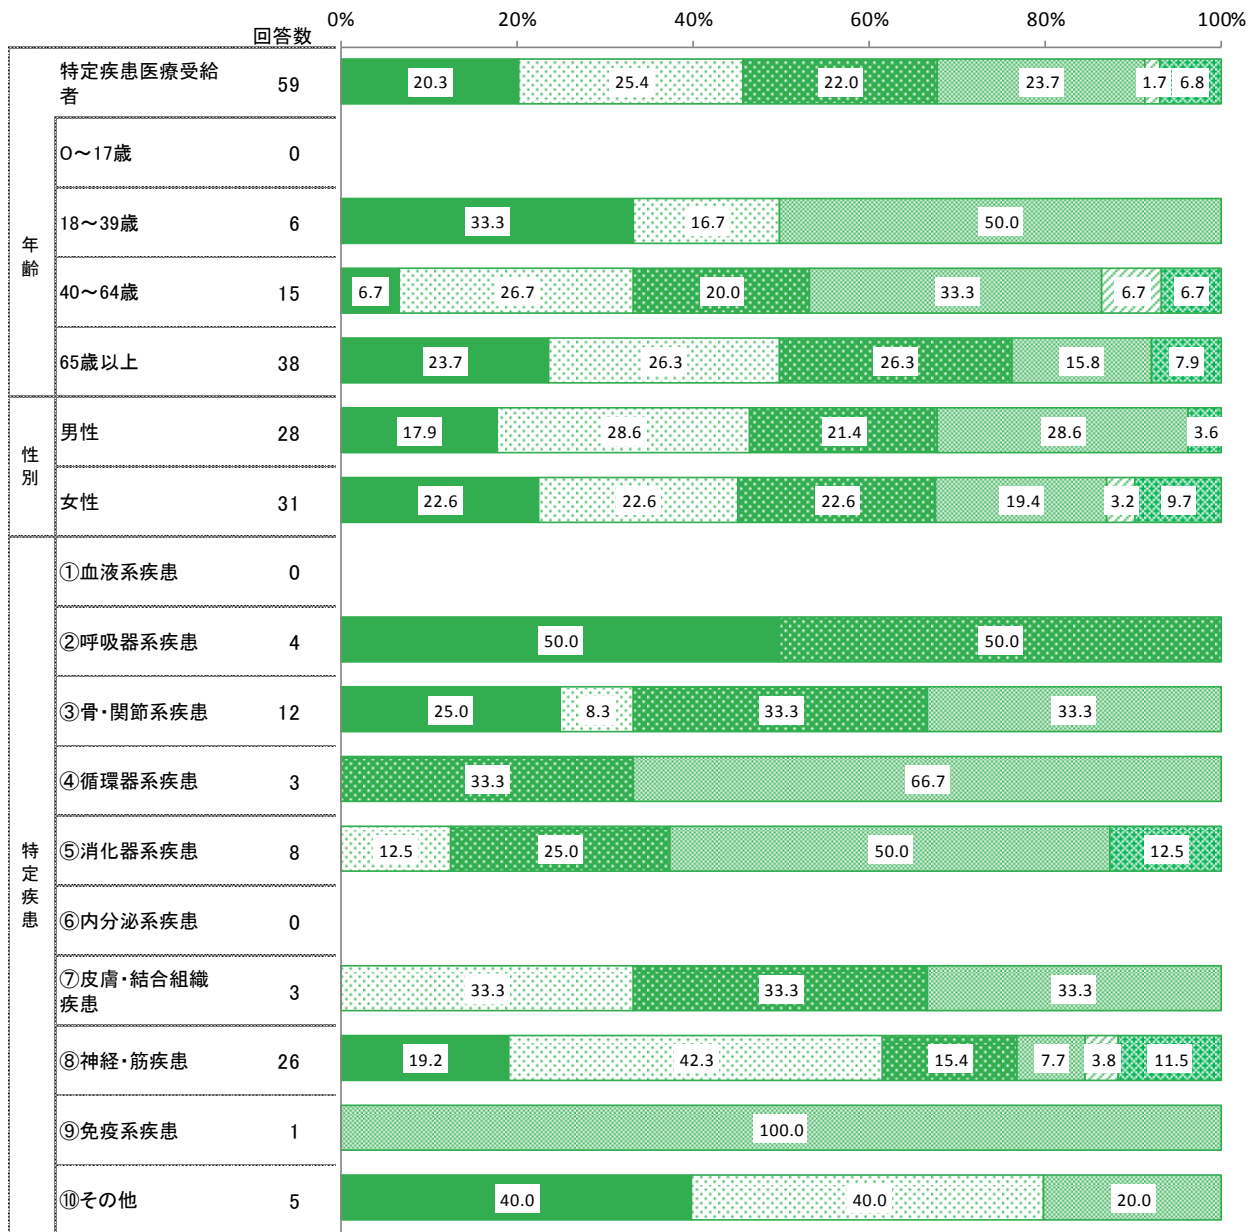 0% 20% 40% 60% 80% 100%
回答数
特定疾患医療受給
者 59 20.3 25.4 22.0 23.7 1.7 6.8
年齢
0～17歳 0
18～39歳 6 33.3 16.7 50.0
40～64歳 15 6.7 26.7 20.0 33.3 6.7 6.7
65歳以上 38 23.7 26.3 26.3 15.8 7.9
性別
男性 28 17.9 28.6 21.4 28.6 3.6
女性 31 22.6 22.6 22.6 19.4 3.2 9.7
特定疾患
①血液系疾患 0
②呼吸器系疾患 4 50.0 50.0
③骨・関節系疾患 12 25.0 8.3 33.3 33.3
④循環器系疾患 3 33.3 66.7
⑤消化器系疾患 8 12.5 25.0 50.0 12.5
⑥内分泌系疾患 0
⑦皮膚・結合組織
疾患 3 33.3 33.3 33.3
⑧神経・筋疾患 26 19.2 42.3 15.4 7.7 3.8 11.5
⑨免疫系疾患 1 100.0
⑩その他 5 40.0 40.0 20.0